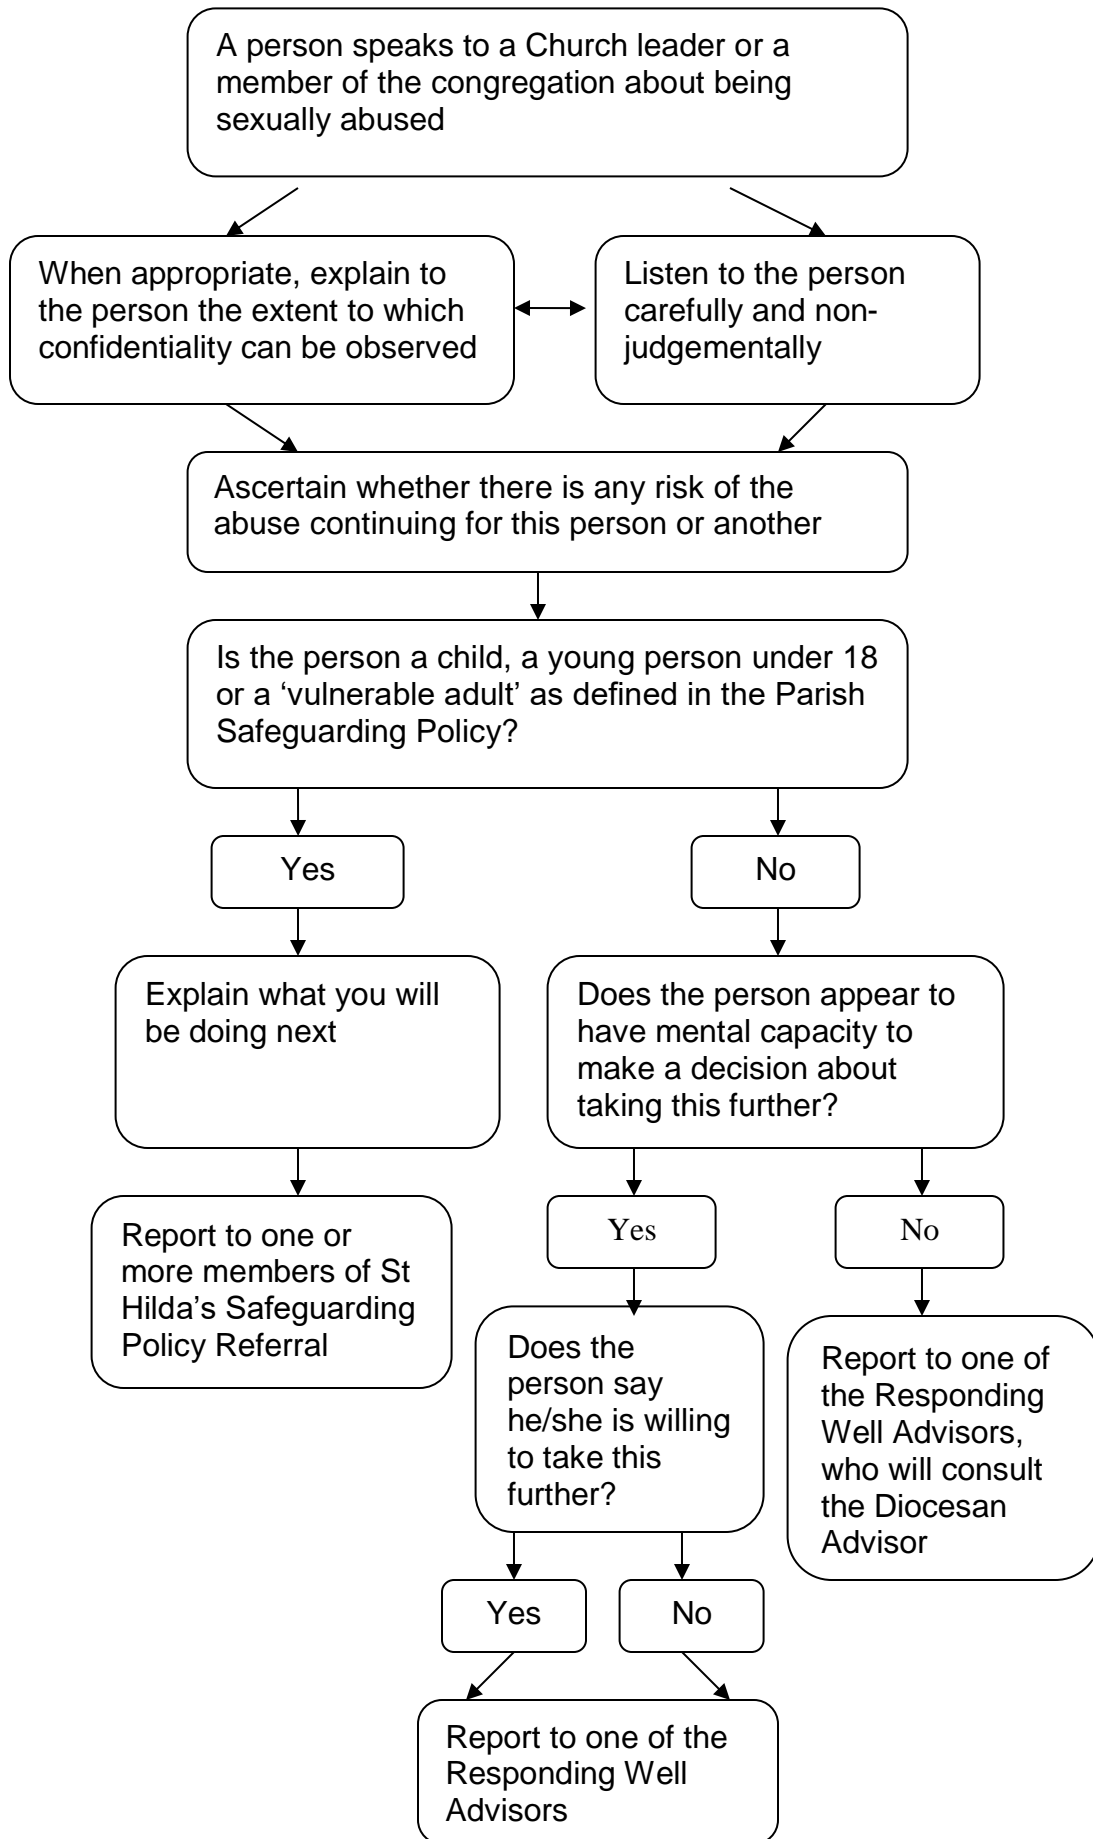 A person speaks to a Church leader or a
member of the congregation about being
sexually abused
When appropriate, explain to
the person the extent to which
confidentiality can be observed
Listen to the person
carefully and non-
judgementally
Ascertain whether there is any risk of the
abuse continuing for this person or another
Is the person a child, a young person under 18
or a ‘vulnerable adult’ as defined in the Parish
Safeguarding Policy?
Yes
No
Explain what you will
be doing next
Does the person appear to
have mental capacity to
make a decision about
taking this further?
Report to one or
more members of St
Hilda’s Safeguarding
Policy Referral
Yes
No
Does the
person say
he/she is willing
to take this
further?
Report to one of
the Responding
Well Advisors,
who will consult
the Diocesan
Advisor
Yes
No
Report to one of the
Responding Well
Advisors